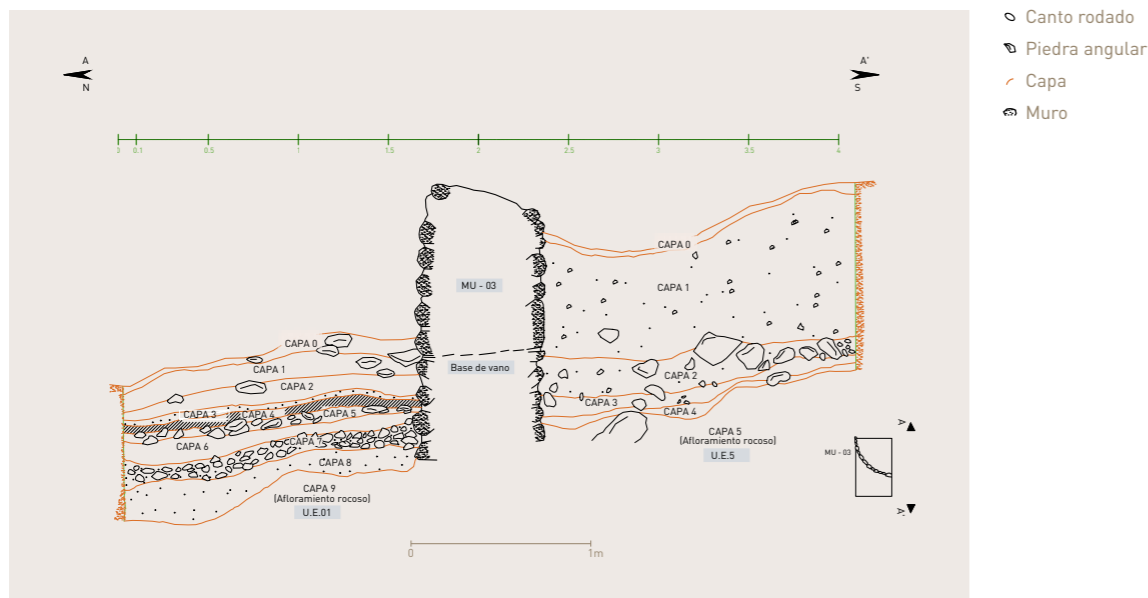 A
N
A'
S
Canto rodado
Piedra angular
Capa
Muro
0 0.1 0.5 1 1.5 2 2.5 3 3.5 4
MU - 03
Base de vano
CAPA 0
CAPA 1
CAPA 2
CAPA 3
CAPA 4
CAPA 5
CAPA 6
CAPA 7
CAPA 8
CAPA 9
(Afloramiento rocoso)
U.E.01
CAPA 0
CAPA 1
CAPA 2
CAPA 3
CAPA 4
CAPA 5
(Afloramiento rocoso)
U.E.5
A
MU - 03
A'
0 1m